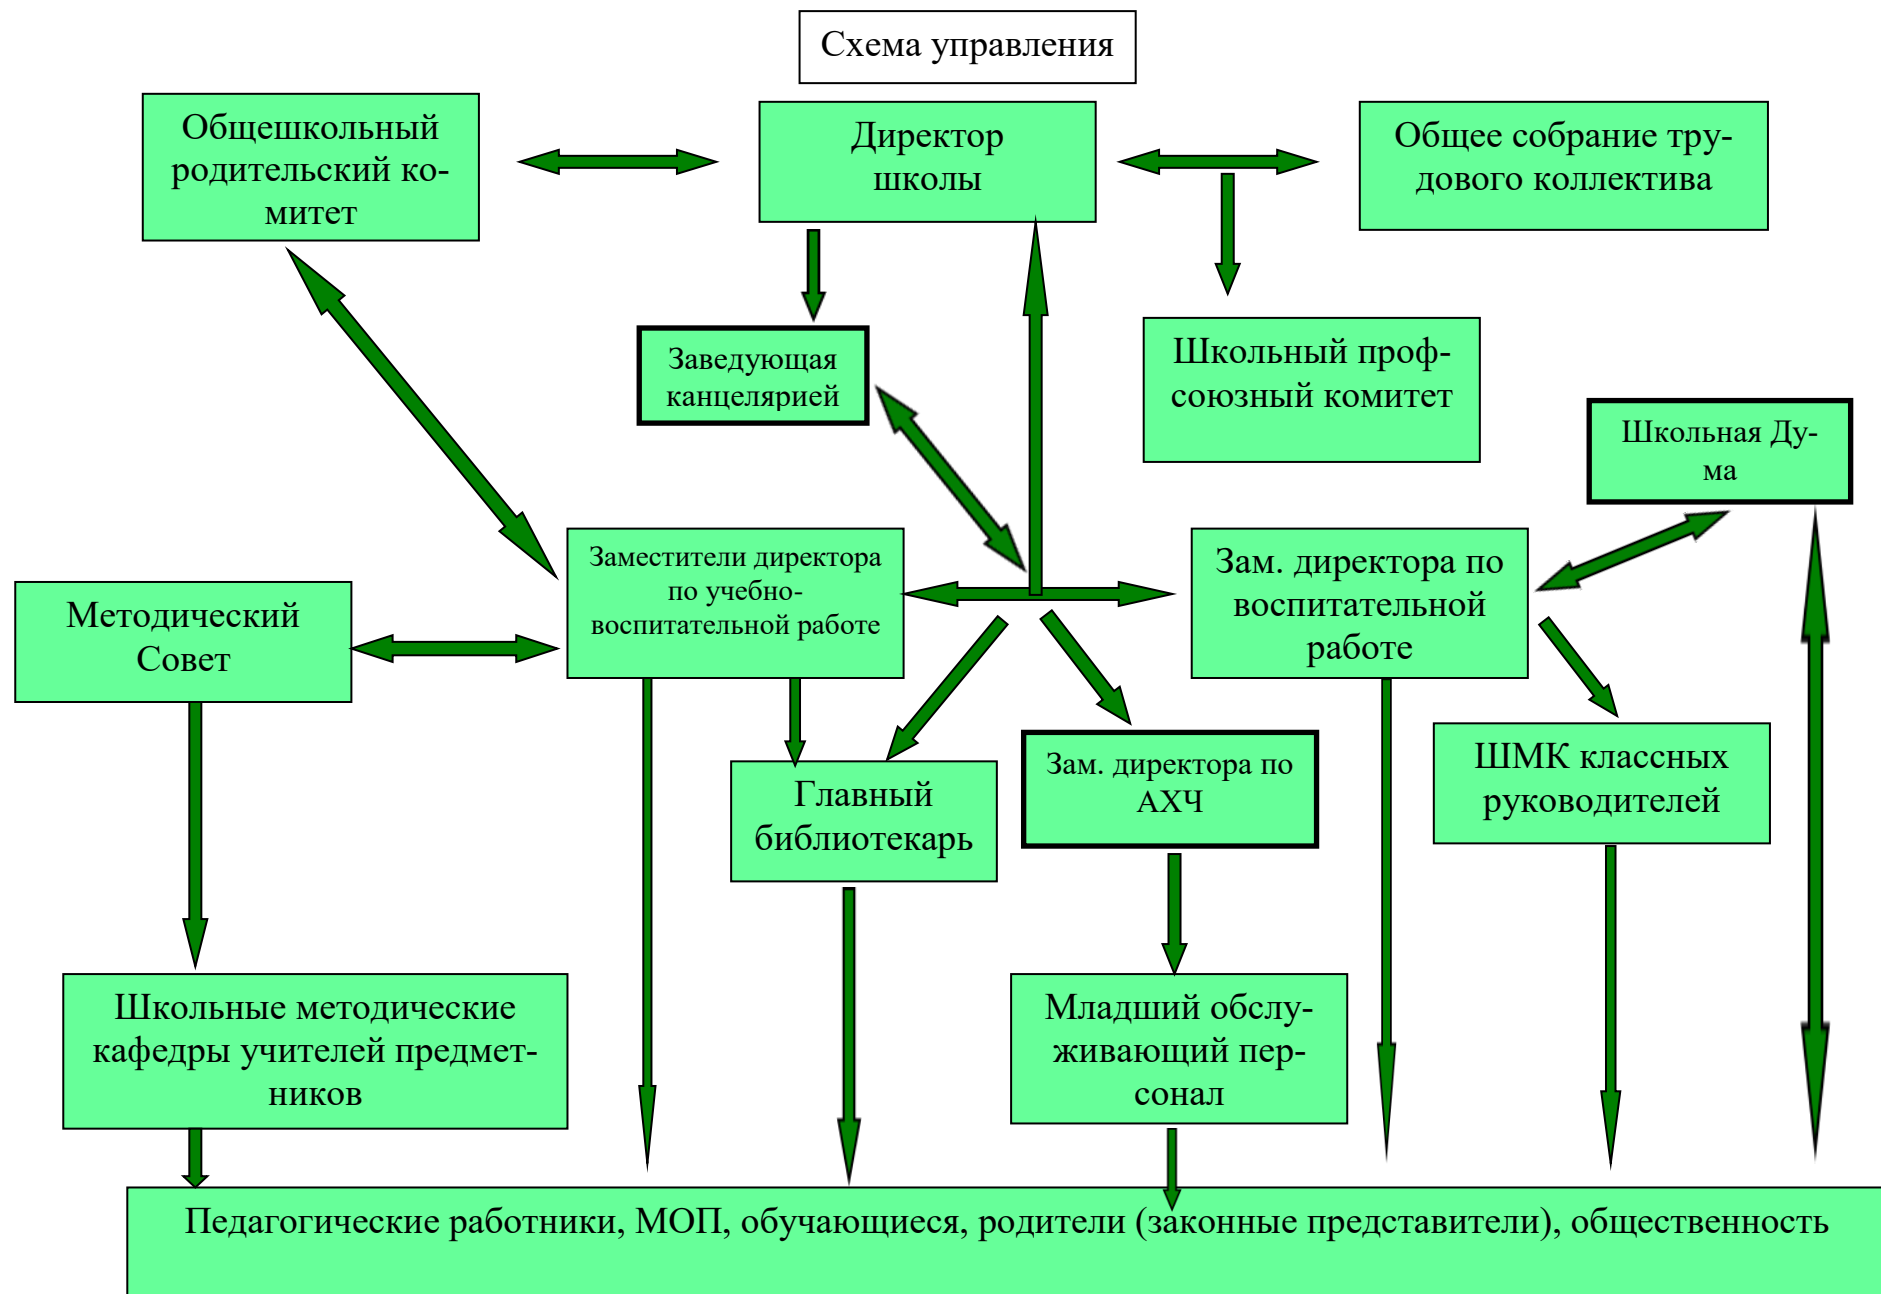 Схема управления
Общешкольный
родительский ко-
митет
Директор
школы
Общее собрание тру-
дового коллектива
Заведующая
канцелярией
Школьный проф-
союзный комитет
Школьная Ду-
ма
Методический
Совет
Заместители директора
по учебно-
воспитательной работе
Зам. директора по
воспитательной
работе
Главный
библиотекарь
Зам. директора по
АХЧ
ШМК классных
руководителей
Школьные методические
кафедры учителей предмет-
ников
Младший обслу-
живающий пер-
сонал
Педагогические работники, МОП, обучающиеся, родители (законные представители), общественность